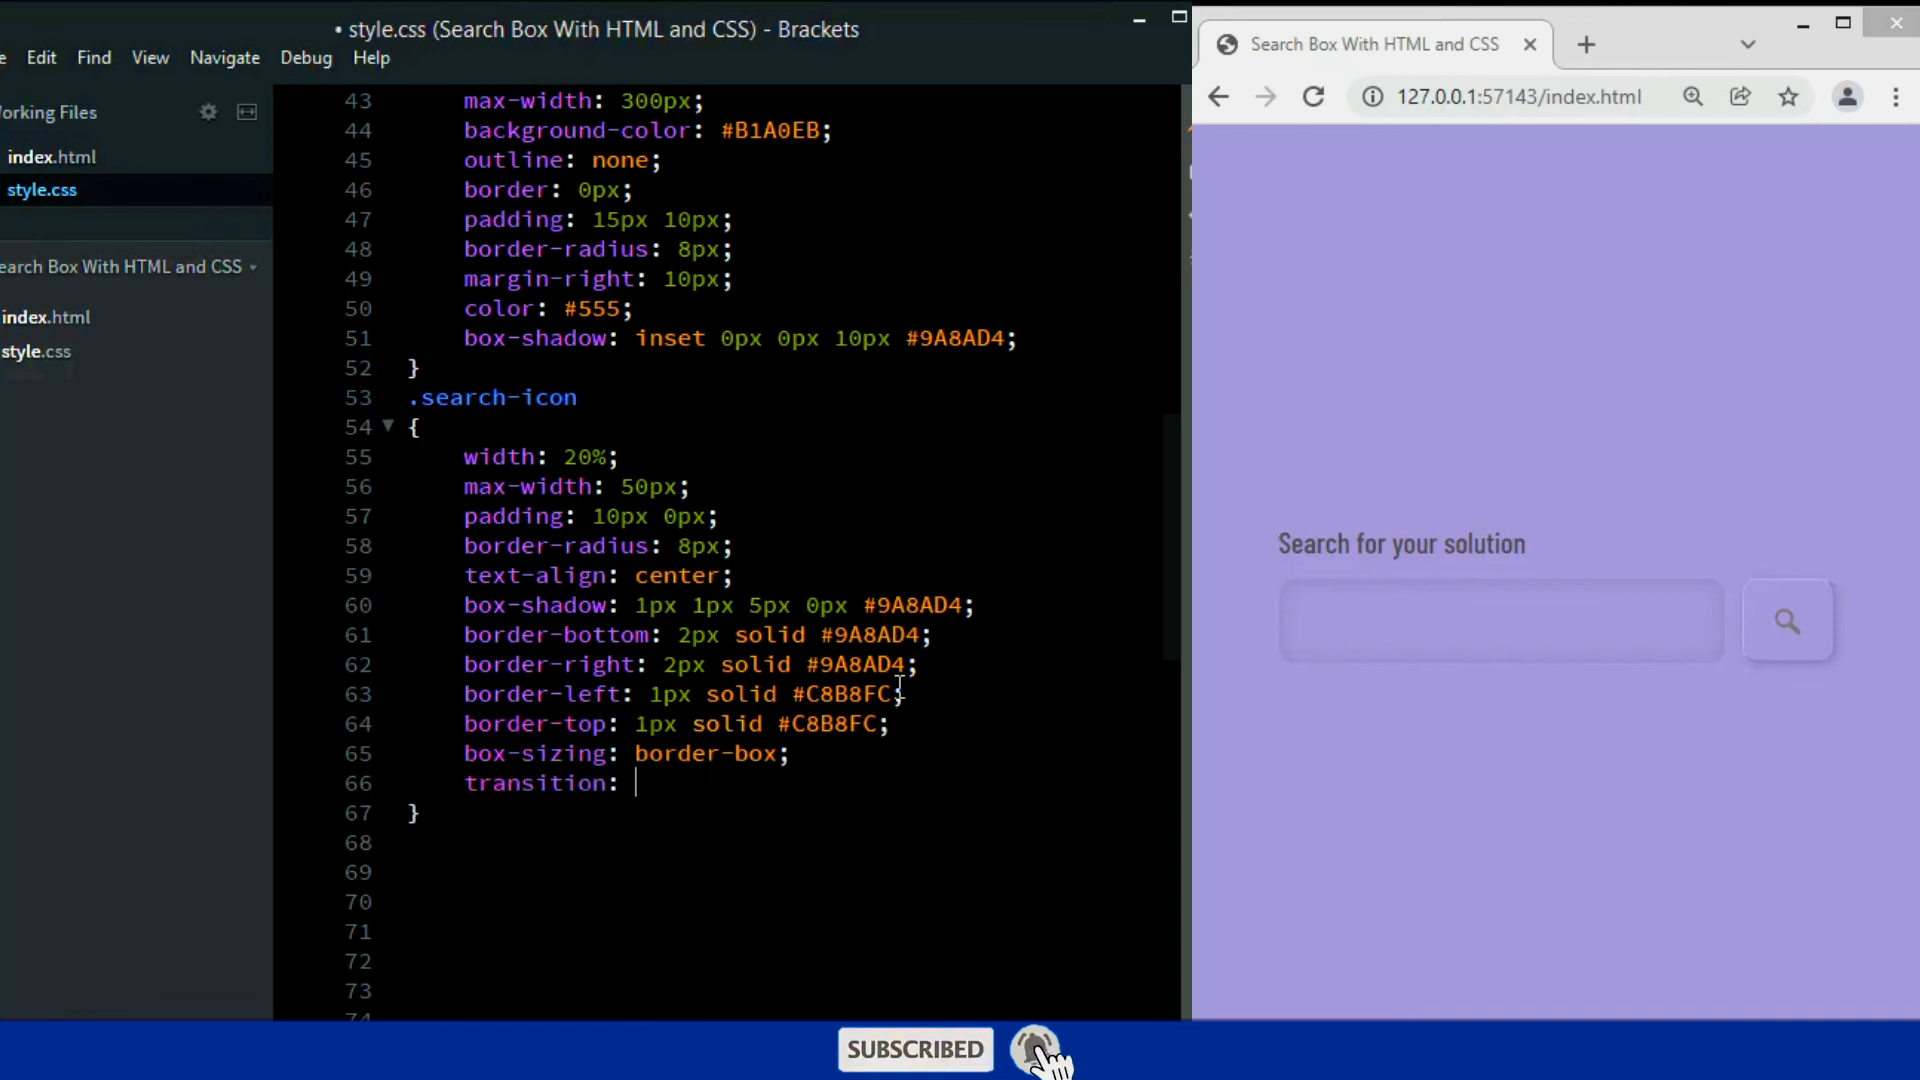 • style.css (Search Box With HTML and CSS) - Brackets
e Edit Find View Navigate Debug Help
orking Files
index.html
style.css
earch Box With HTML and CSS
index.html
style.css
43 max-width: 300px;
44 background-color: #B1A0EB;
45 outline: none;
46 border: 0px;
47 padding: 15px 10px;
48 border-radius: 8px;
49 margin-right: 10px;
50 color: #555;
51 box-shadow: inset 0px 0px 10px #9A8AD4;
52 }
53 .search-icon
54 {
55 width: 20%;
56 max-width: 50px;
57 padding: 10px 0px;
58 border-radius: 8px;
59 text-align: center;
60 box-shadow: 1px 1px 5px 0px #9A8AD4;
61 border-bottom: 2px solid #9A8AD4;
62 border-right: 2px solid #9A8AD4;
63 border-left: 1px solid #C8B8FC;
64 border-top: 1px solid #C8B8FC;
65 box-sizing: border-box;
66 transition:
67 }
68
69
70
71
72
73
74
Search Box With HTML and CSS
127.0.0.1:57143/index.html
Search for your solution
SUBSCRIBED